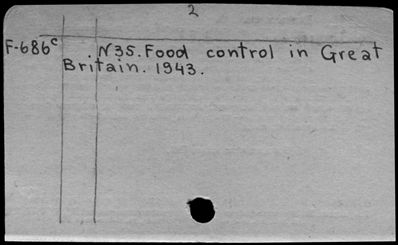 2
F-686c N35. Food control in Great
Britain. 1943.